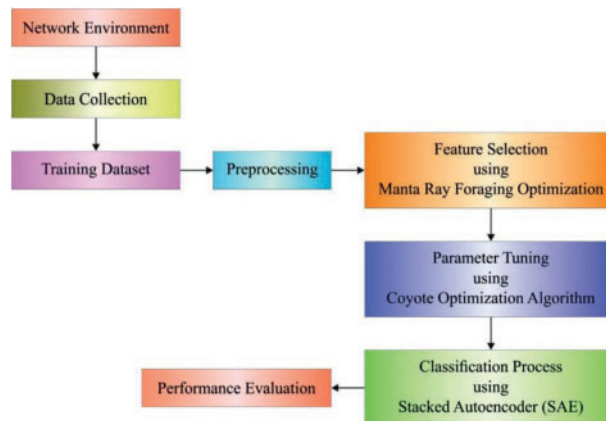 Network Environment
Data Collection
Training Dataset
Preprocessing
Feature Selection
using
Manta Ray Foraging Optimization
Parameter Tuning
using
Coyote Optimization Algorithm
Classification Process
using
Stacked Autoencoder (SAE)
Performance Evaluation